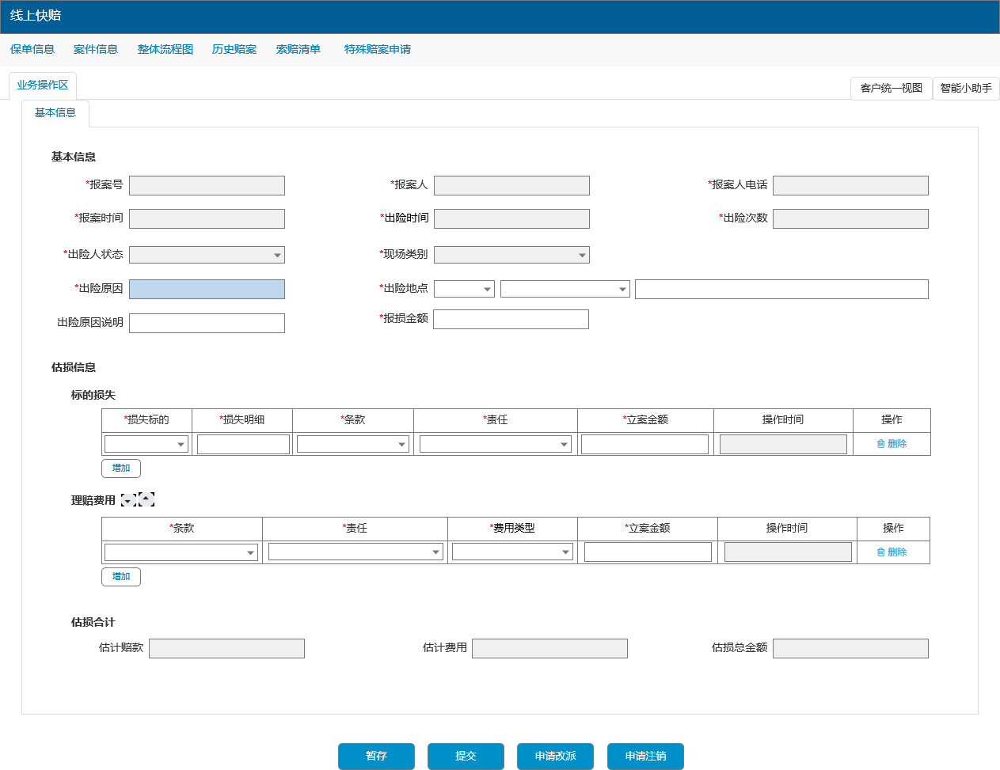 线上快赔
保单信息 案件信息 整体流程图 历史赔案 索赔清单 特殊赔案申请
业务操作区 客户统一视图 智能小助手
基本信息
基本信息
*报案号 *报案人 *报案人电话
*报案时间 *出险时间 *出险次数
*出险人状态 *现场类别
*出险原因 *出险地点
出险原因说明 *报损金额
估损信息
标的损失
*损失标的 *损失明细 *条款 *责任 *立案金额 操作时间 操作
删除
增加
理赔费用
*条款 *责任 *费用类型 *立案金额 操作时间 操作
删除
增加
估损合计
估计赔款 估计费用 估损总金额
暂存 提交 申请改派 申请注销